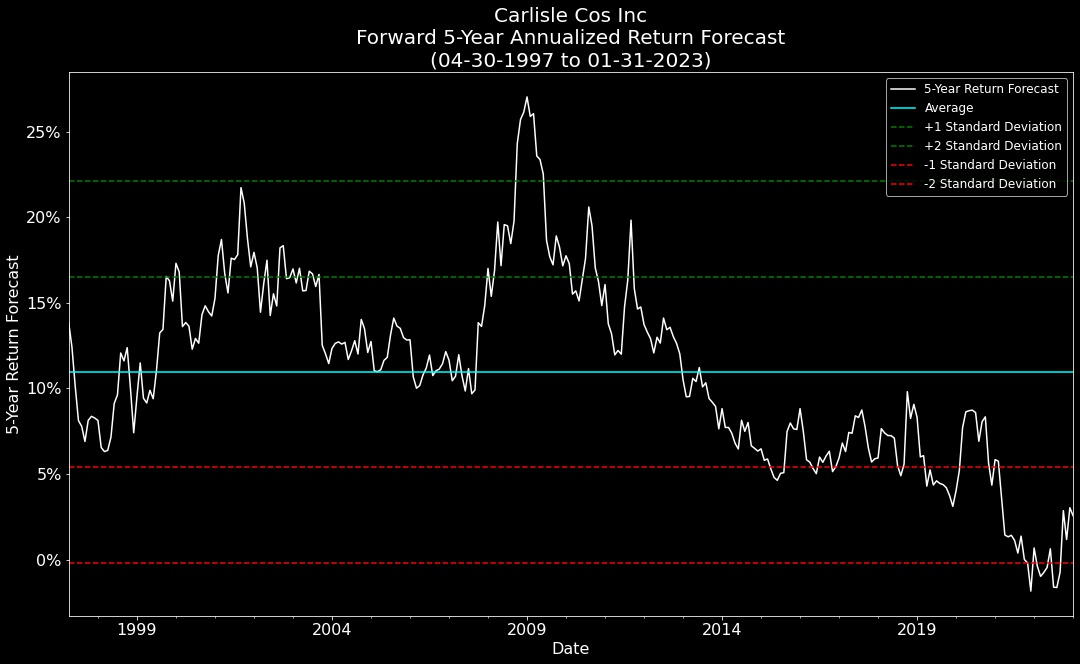 Carlisle Cos Inc
Forward 5-Year Annualized Return Forecast
(04-30-1997 to 01-31-2023)
5-Year Return Forecast
Average
+1 Standard Deviation
+2 Standard Deviation
-1 Standard Deviation
-2 Standard Deviation
5-Year Return Forecast
25%
20%
15%
10%
5%
0%
1999
2004
2009
2014
2019
Date